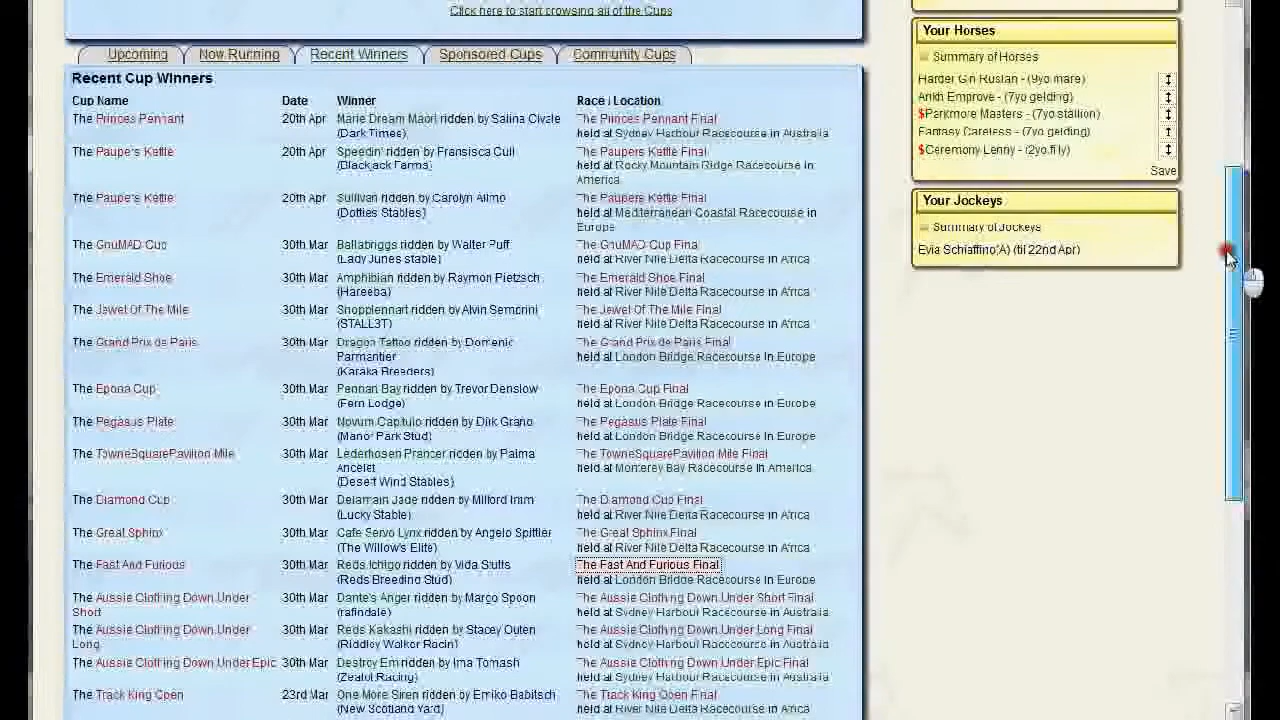 Click here to start browsing all of the Cups
Upcoming
Now Running
Recent Winners
Sponsored Cups
Community Cups
Recent Cup Winners
Cup Name Date Winner Race / Location
The Princes Pennant 20th Apr Marie Dream Maori ridden by Salina Civale The Princes Pennant Final
(Dark Times) held at Sydney Harbour Racecourse in Australia
The Paupers Kettle 20th Apr Speedin' ridden by Fransisca Cull The Paupers Kettle Final
(Blackjack Farms) held at Rocky Mountain Ridge Racecourse in
America
The Paupers Kettle 20th Apr Sullivan ridden by Carolyn The Paupers Kettle Final
(Dotties Stables) held at Mediterranean Coastal Racecourse in
Europe
The GnuMAD Cup 30th Mar Ballabriggs ridden by Walter Puff The GnuMAD Cup Final
(Lady Junes stable) held at River Nile Delta Racecourse in Africa
The Emerald Shoe 30th Mar Amphibian ridden by Raymon Pietzsch The Emerald Shoe Final
(Hareeba) held at River Nile Delta Racecourse in Africa
The Jewel Of The Mile 30th Mar Snopplennart ridden by Alvin Semprini The Jewel Of The Mile Final
(STALL3T) held at River Nile Delta Racecourse in Africa
The Grand Prix de Paris 30th Mar Dragon Tattoo ridden by Domenic The Grand Prix de Paris Final
Parmantier held at London Bridge Racecourse in Europe
(Karaka Breeders)
The Epona Cup 30th Mar Pennan Bay ridden by Trevor Denslow The Epona Cup Final
(Fern Lodge) held at London Bridge Racecourse in Europe
The Pegasus Plate 30th Mar Novum Capitulo ridden by Dirk Grano The Pegasus Plate Final
(Manor Park Stud) held at London Bridge Racecourse in Europe
The TowneSquarePavilion Mile 30th Mar Lederhosen Prancer ridden by Palma The TowneSquarePavilion Mile Final
Ancelet held at Monterey Bay Racecourse in America
(Desert Wind Stables)
The Diamond Cup 30th Mar Delamain Jade ridden by Milford The Diamond Cup Final
(Lucky Stable) held at River Nile Delta Racecourse in Africa
The Great Sphinx 30th Mar Cafe Servo Lynx ridden by Angelo Spittler The Great Sphinx Final
(The Willow's Elite) held at River Nile Delta Racecourse in Africa
The Fast And Furious 30th Mar Reds Ichigo ridden by Vida Stults The Fast And Furious Final
(Reds Breeding Stud) held at London Bridge Racecourse in Europe
The Aussie Clothing Down Under 30th Mar Dante's Anger ridden by Margo Spoon The Aussie Clothing Down Under Short Final
Short (rafindale) held at Sydney Harbour Racecourse in Australia
The Aussie Clothing Down Under 30th Mar Reds Kakashi ridden by Stacey Outen The Aussie Clothing Down Under Long Final
Long (Riddley Walker Racin) held at Sydney Harbour Racecourse in Australia
The Aussie Clothing Down Under Epic 30th Mar Destroy Em ridden by Ima Tomash The Aussie Clothing Down Under Epic Final
(Zealot Racing) held at Sydney Harbour Racecourse in Australia
The Track King Open 23rd Mar One More Siren ridden by Emiko Babitsch The Track King Open Final
(New Scotland Yard) held at River Nile Delta Racecourse in Africa
Your Horses
Summary of Horses
Harder Girl Ruslan - (9yo mare)
Ankh Emprove - (7yo gelding)
$Parkmore Masters - (7yo stallion)
Fantasy Careless - (7yo gelding)
$Ceremony Lenny - (2yo filly)
Save
Your Jockeys
Summary of Jockeys
Evia Schiaffino(A) (til 22nd Apr)